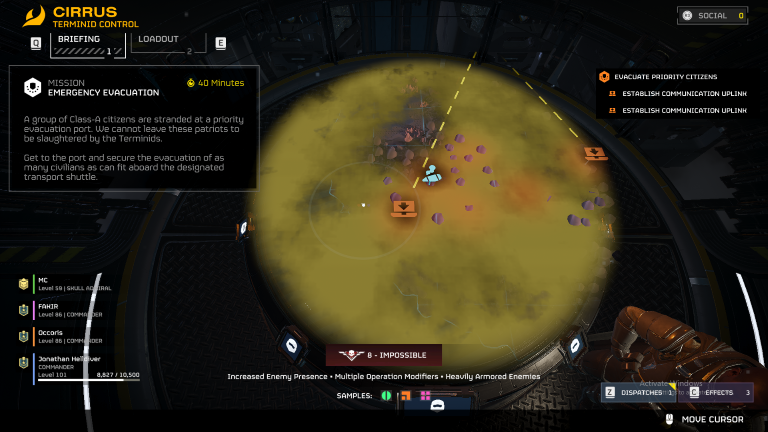 CIRRUS
TERMINID CONTROL
Q
BRIEFING
1
LOADOUT
2
E
SOCIAL 0
MISSION
EMERGENCY EVACUATION
40 Minutes
A group of Class-A citizens are stranded at a priority
evacuation port. We cannot leave these patriots to
be slaughtered by the Terminids.
Get to the port and secure the evacuation of as
many civilians as can fit aboard the designated
transport shuttle.
EVACUATE PRIORITY CITIZENS
ESTABLISH COMMUNICATION UPLINK
ESTABLISH COMMUNICATION UPLINK
MC
Level 59 | SKULL ADMIRAL
FAKIR
Level 86 | COMMANDER
Occoris
Level 86 | COMMANDER
Jonathan Helldiver
COMMANDER
Level 101
8,827 / 10,500
8 - IMPOSSIBLE
Increased Enemy Presence • Multiple Operation Modifiers • Heavily Armored Enemies
SAMPLES:
Activate Windows
Z DISPATCHES 1
C EFFECTS 3
MOVE CURSOR